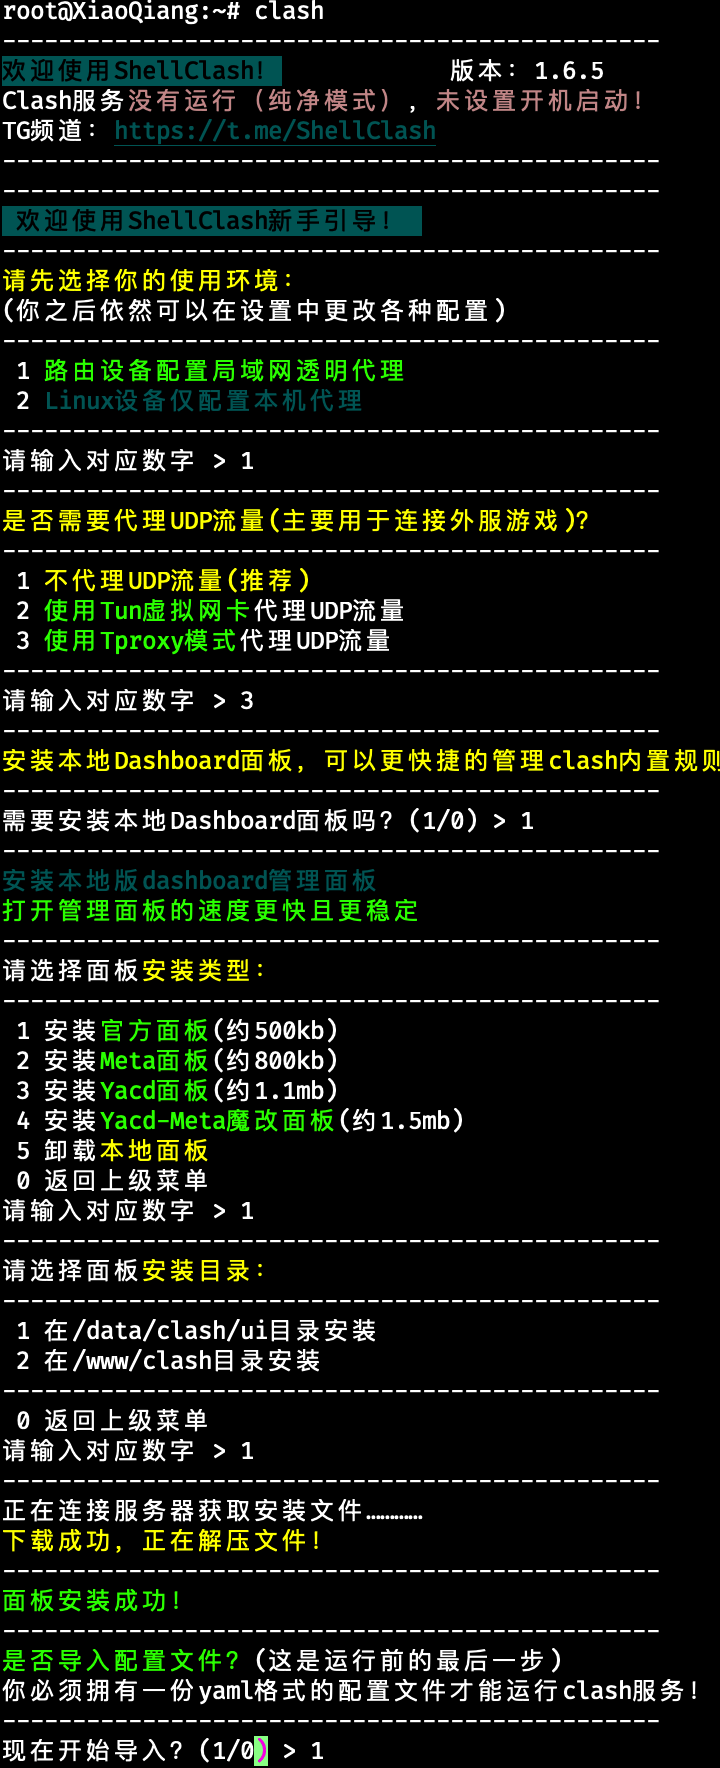 root@XiaoQiang:~# clash
-----------------------------------------------
欢迎使用ShellClash! 版本: 1.6.5
Clash服务没有运行（纯净模式）, 未设置开机启动!
TG频道: https://t.me/ShellClash
-----------------------------------------------
-----------------------------------------------
欢迎使用ShellClash新手引导!
-----------------------------------------------
请先选择你的使用环境:
(你之后依然可以在设置中更改各种配置)
-----------------------------------------------
1 路由设备配置局域网透明代理
2 Linux设备仅配置本机代理
-----------------------------------------------
请输入对应数字 > 1
-----------------------------------------------
是否需要代理UDP流量(主要用于连接外服游戏)?
-----------------------------------------------
1 不代理UDP流量(推荐)
2 使用Tun虚拟网卡代理UDP流量
3 使用Tproxy模式代理UDP流量
-----------------------------------------------
请输入对应数字 > 3
-----------------------------------------------
安装本地Dashboard面板, 可以更快捷的管理clash内置规则
-----------------------------------------------
需要安装本地Dashboard面板吗? (1/0) > 1
-----------------------------------------------
安装本地版dashboard管理面板
打开管理面板的速度更快且更稳定
-----------------------------------------------
请选择面板安装类型:
-----------------------------------------------
1 安装官方面板(约500kb)
2 安装Meta面板(约800kb)
3 安装Yacd面板(约1.1mb)
4 安装Yacd-Meta魔改面板(约1.5mb)
5 卸载本地面板
0 返回上级菜单
请输入对应数字 > 1
-----------------------------------------------
请选择面板安装目录:
-----------------------------------------------
1 在/data/clash/ui目录安装
2 在/www/clash目录安装
-----------------------------------------------
0 返回上级菜单
请输入对应数字 > 1
-----------------------------------------------
正在连接服务器获取安装文件…………
下载成功, 正在解压文件!
-----------------------------------------------
面板安装成功!
-----------------------------------------------
是否导入配置文件? (这是运行前的最后一步)
你必须拥有一份yaml格式的配置文件才能运行clash服务!
-----------------------------------------------
现在开始导入? (1/0) > 1